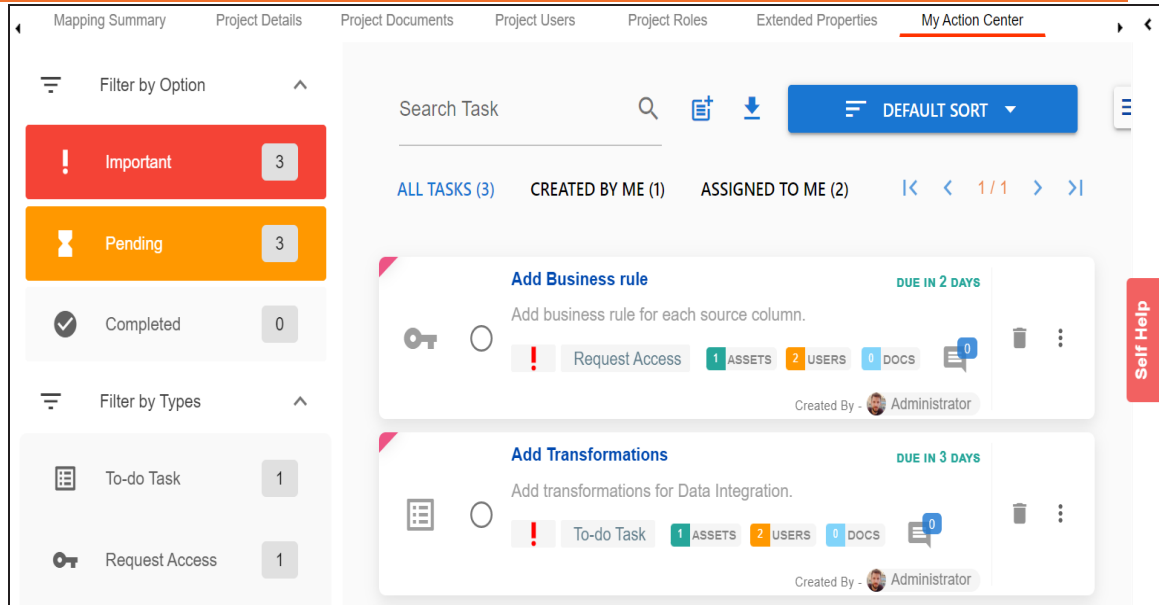 Mapping Summary Project Details Project Documents Project Users Project Roles Extended Properties My Action Center
Filter by Option
Important 3
Pending 3
Completed 0
Filter by Types
To-do Task 1
Request Access 1
Search Task DEFAULT SORT
ALL TASKS (3) CREATED BY ME (1) ASSIGNED TO ME (2) 1 / 1
Add Business rule DUE IN 2 DAYS
Add business rule for each source column.
Request Access 1 ASSETS 2 USERS 0 DOCS 0
Created By - Administrator
Add Transformations DUE IN 3 DAYS
Add transformations for Data Integration.
To-do Task 1 ASSETS 2 USERS 0 DOCS 0
Created By - Administrator
Self Help